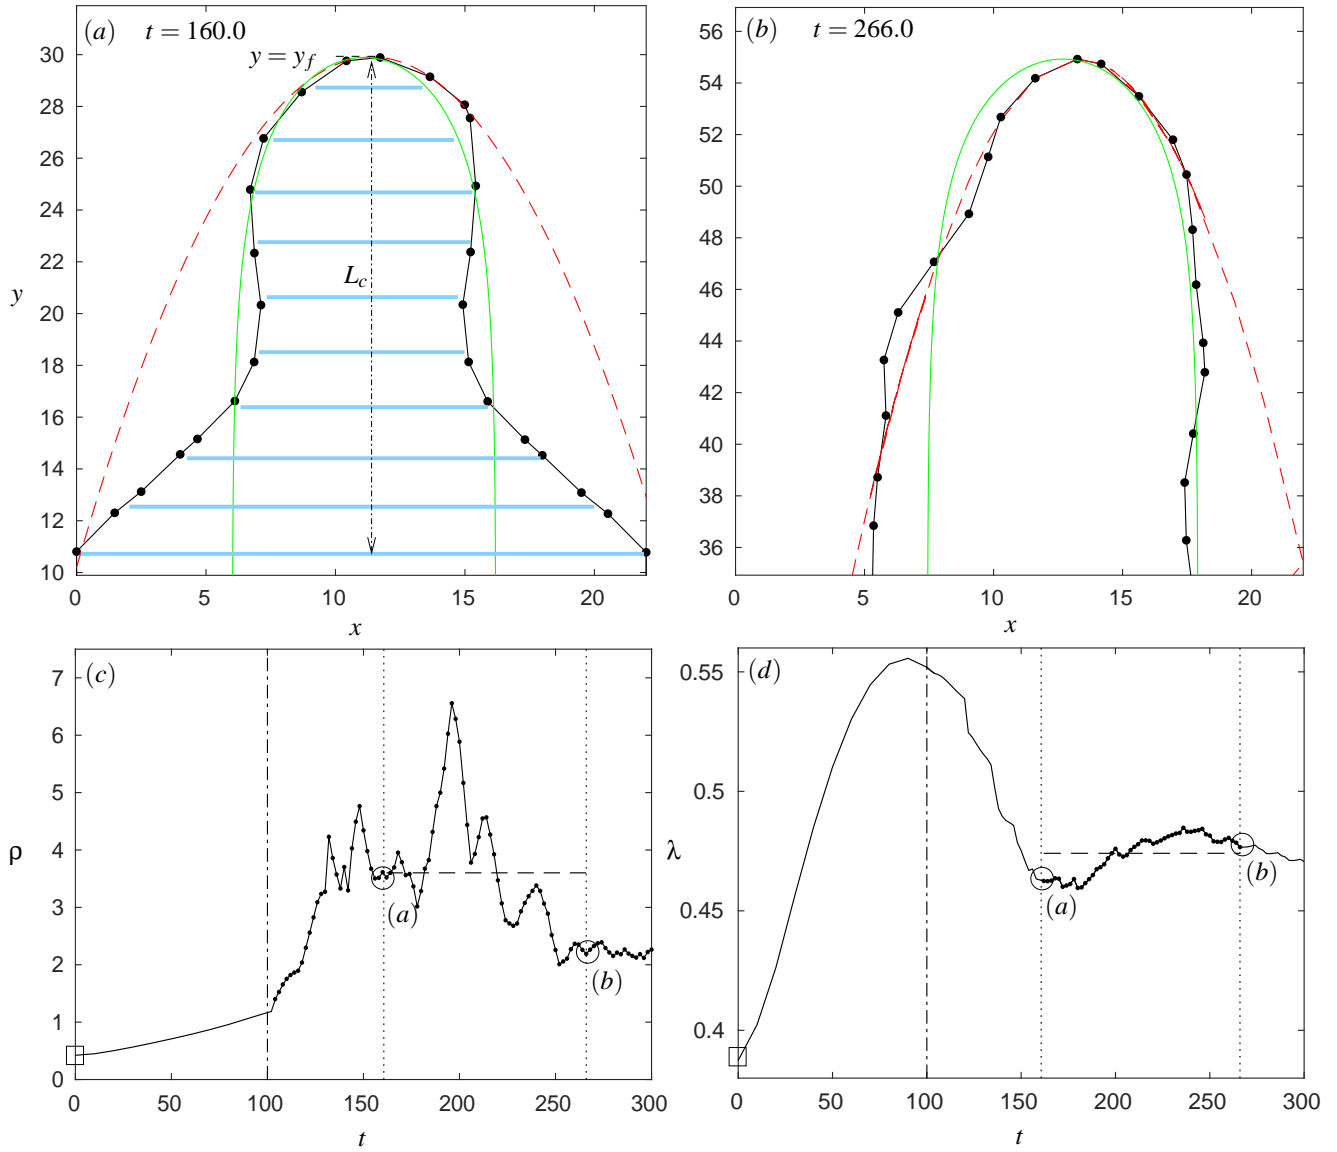 (a) t = 160.0
y = y_f
L_c
30
28
26
24
22
20
18
16
14
12
10
y
0 5 10 15 20
x
(b) t = 266.0
56
54
52
50
48
46
44
42
40
38
36
0 5 10 15 20
x
(c)
7
6
5
4
3
2
1
0
ρ
(a)
(b)
0 50 100 150 200 250 300
t
(d)
0.55
0.5
0.45
0.4
λ
(a)
(b)
0 50 100 150 200 250 300
t